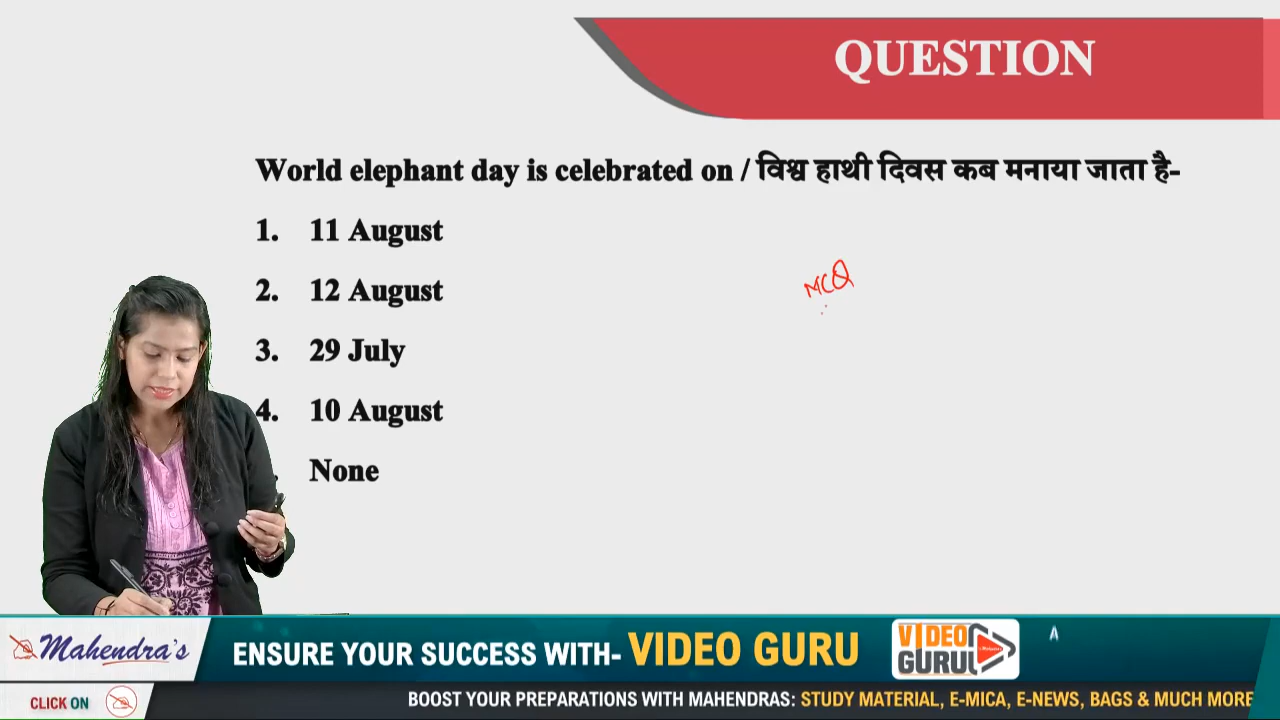 QUESTION
World elephant day is celebrated on / विश्व हाथी दिवस कब मनाया जाता है-
1. 11 August
2. 12 August
MCQ
3. 29 July
4. 10 August
None
Mahendra's
ENSURE YOUR SUCCESS WITH- VIDEO GURU
VIDEO
GURU
A
CLICK ON
BOOST YOUR PREPARATIONS WITH MAHENDRAS: STUDY MATERIAL, E-MICA, E-NEWS, BAGS & MUCH MORE